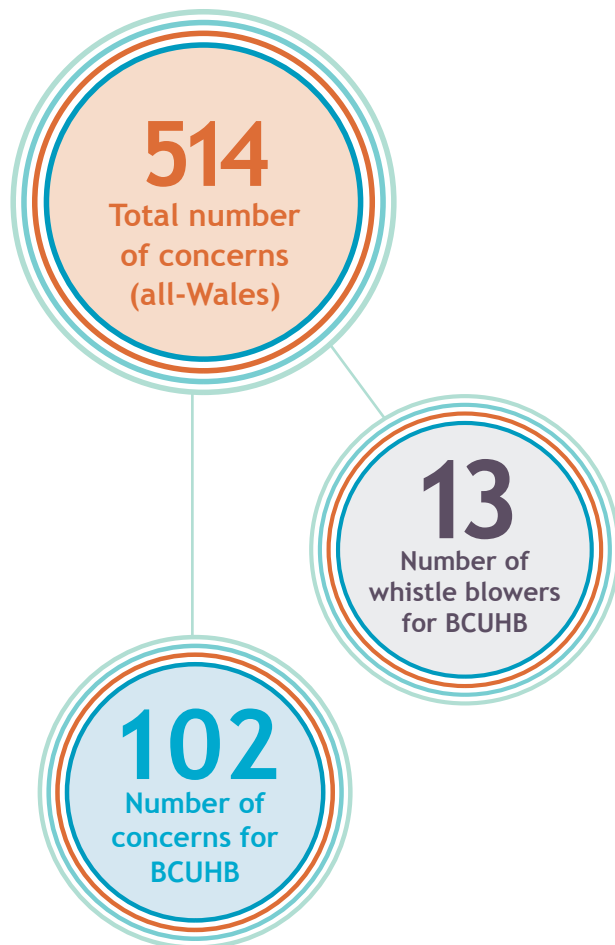 514
Total number
of concerns
(all-Wales)
13
Number of
whistle blowers
for BCUHB
102
Number of
concerns for
BCUHB